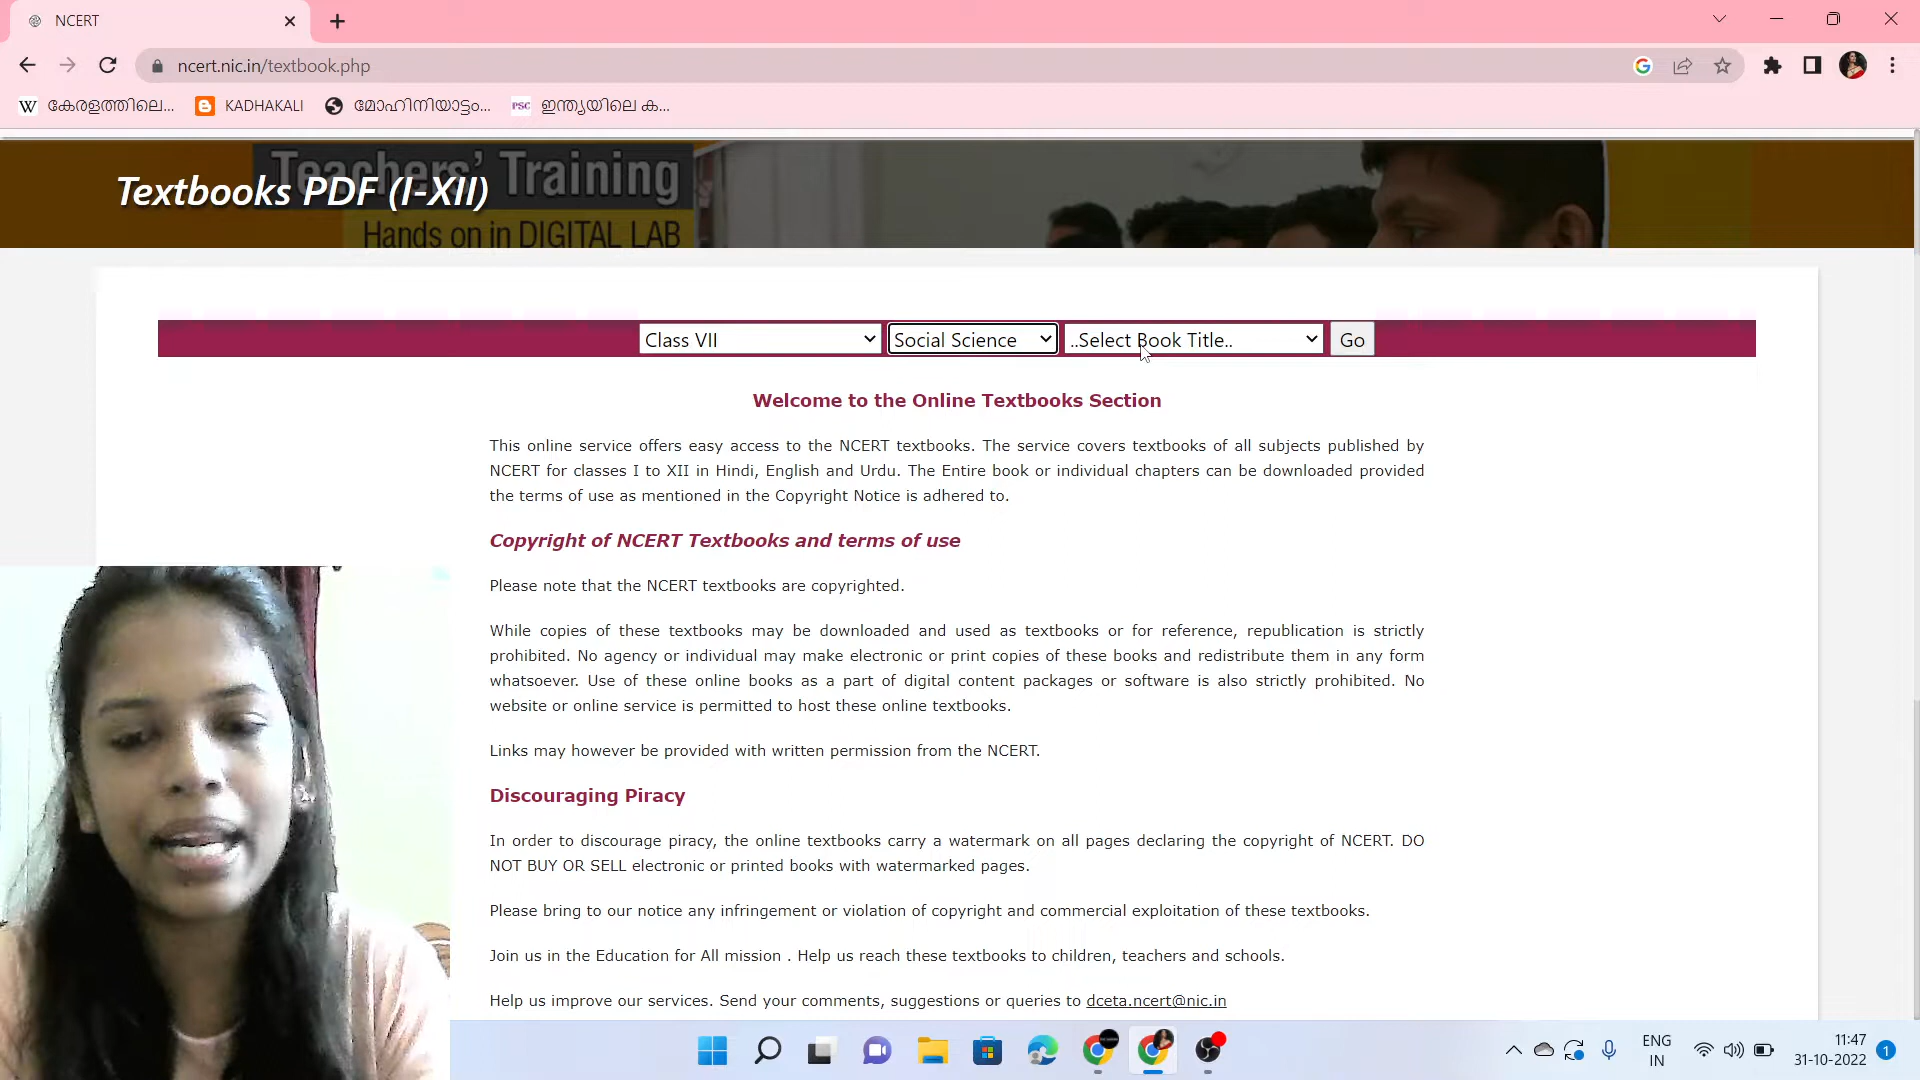 NCERT
ncert.nic.in/textbook.php
കേരളത്തിലെ...
KADHAKALI
മോഹിനിയാട്ടം...
PSC
ഇന്ത്യയിലെ ക...
Teachers' Training
Textbooks PDF (I-XII)
Hands on in DIGITAL LAB
Class VII
Social Science
..Select Book Title..
Go
Welcome to the Online Textbooks Section
This online service offers easy access to the NCERT textbooks. The service covers textbooks of all subjects published by
NCERT for classes I to XII in Hindi, English and Urdu. The Entire book or individual chapters can be downloaded provided
the terms of use as mentioned in the Copyright Notice is adhered to.
Copyright of NCERT Textbooks and terms of use
Please note that the NCERT textbooks are copyrighted.
While copies of these textbooks may be downloaded and used as textbooks or for reference, republication is strictly
prohibited. No agency or individual may make electronic or print copies of these books and redistribute them in any form
whatsoever. Use of these online books as a part of digital content packages or software is also strictly prohibited. No
website or online service is permitted to host these online textbooks.
Links may however be provided with written permission from the NCERT.
Discouraging Piracy
In order to discourage piracy, the online textbooks carry a watermark on all pages declaring the copyright of NCERT. DO
NOT BUY OR SELL electronic or printed books with watermarked pages.
Please bring to our notice any infringement or violation of copyright and commercial exploitation of these textbooks.
Join us in the Education for All mission . Help us reach these textbooks to children, teachers and schools.
Help us improve our services. Send your comments, suggestions or queries to dceta.ncert@nic.in
ENG
IN
11:47
31-10-2022
1